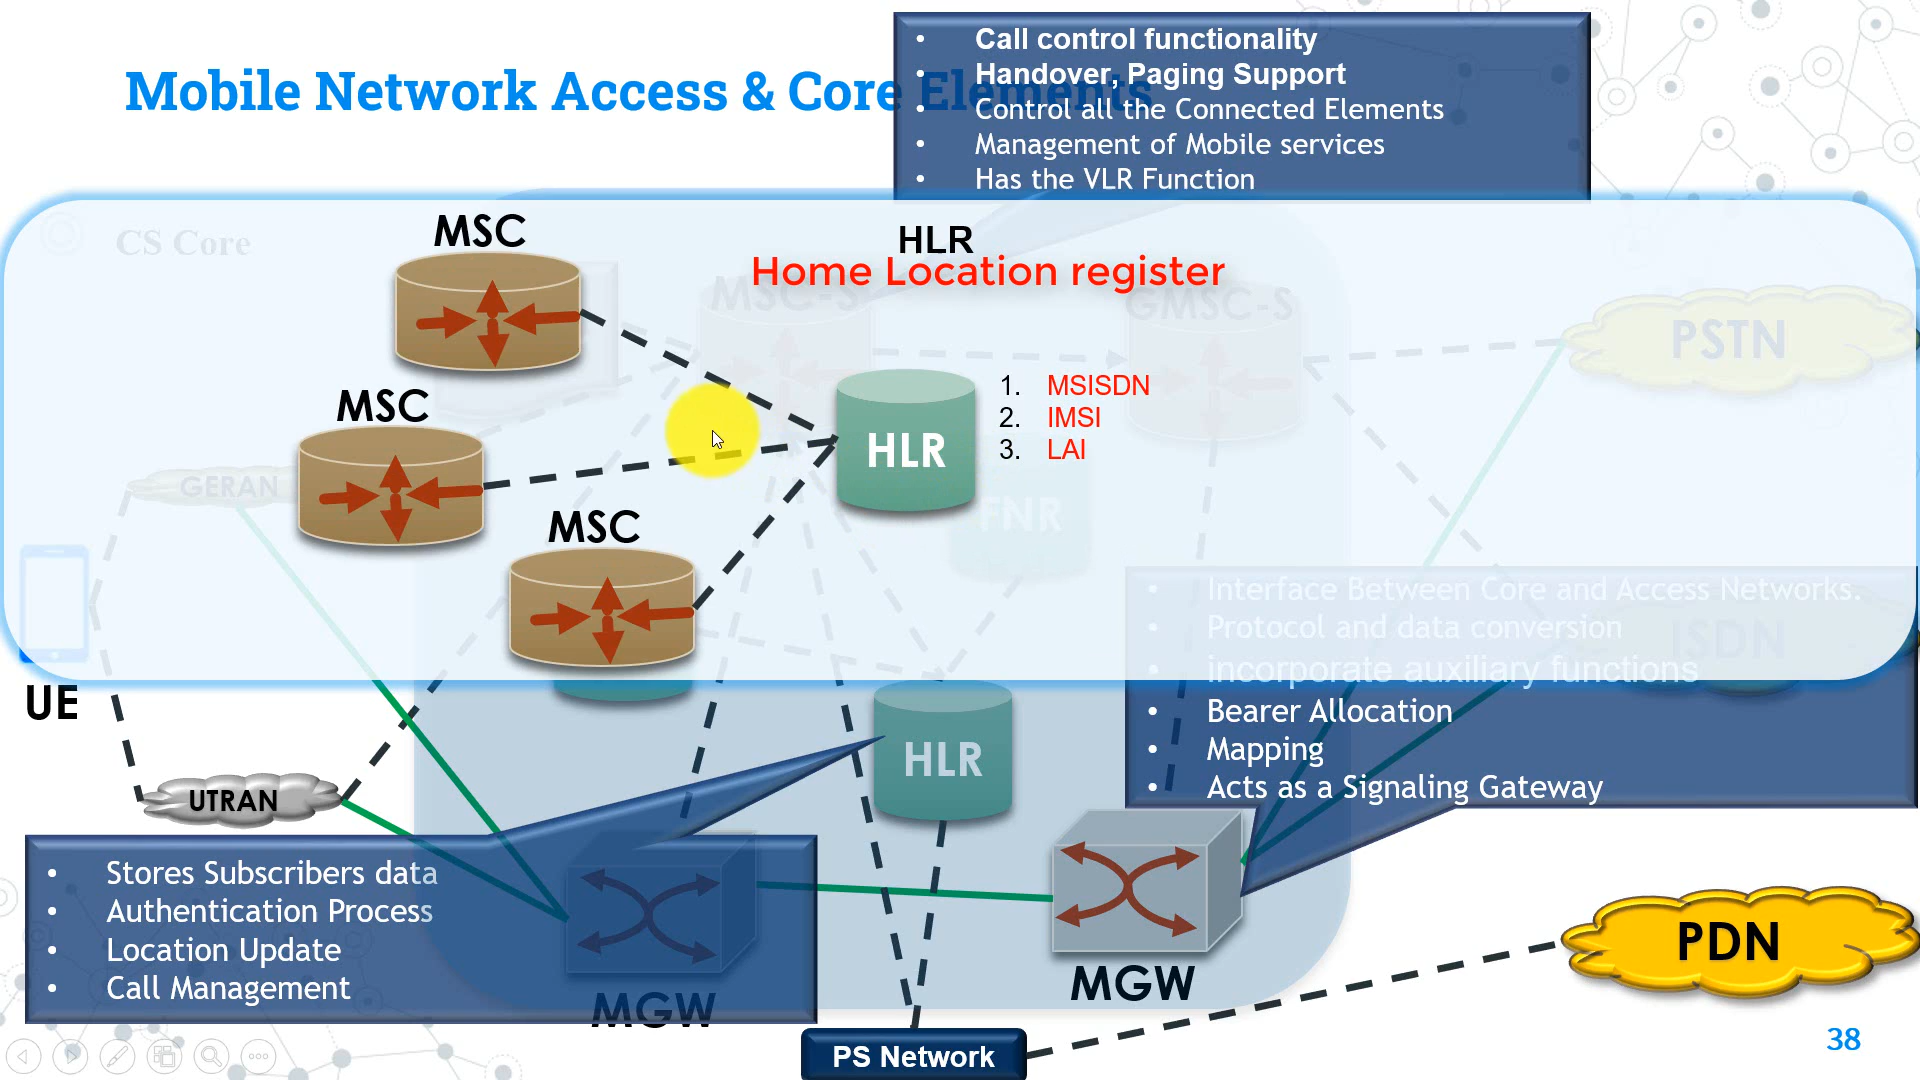 Mobile Network Access & Core Elements
• Call control functionality
• Handover, Paging Support
• Control all the Connected Elements
• Management of Mobile services
• Has the VLR Function
CS Core
MSC
HLR
Home Location register
MSC-S
GMSC-S
PSTN
1. MSISDN
2. IMSI
3. LAI
MSC
HLR
GERAN
FNR
MSC
• Interface Between Core and Access Networks.
• Protocol and data conversion
ISDN
• incorporate auxiliary functions
• Bearer Allocation
• Mapping
• Acts as a Signaling Gateway
UE
HLR
UTRAN
• Stores Subscribers data
• Authentication Process
• Location Update
• Call Management
MGW
MGW
PDN
PS Network
38